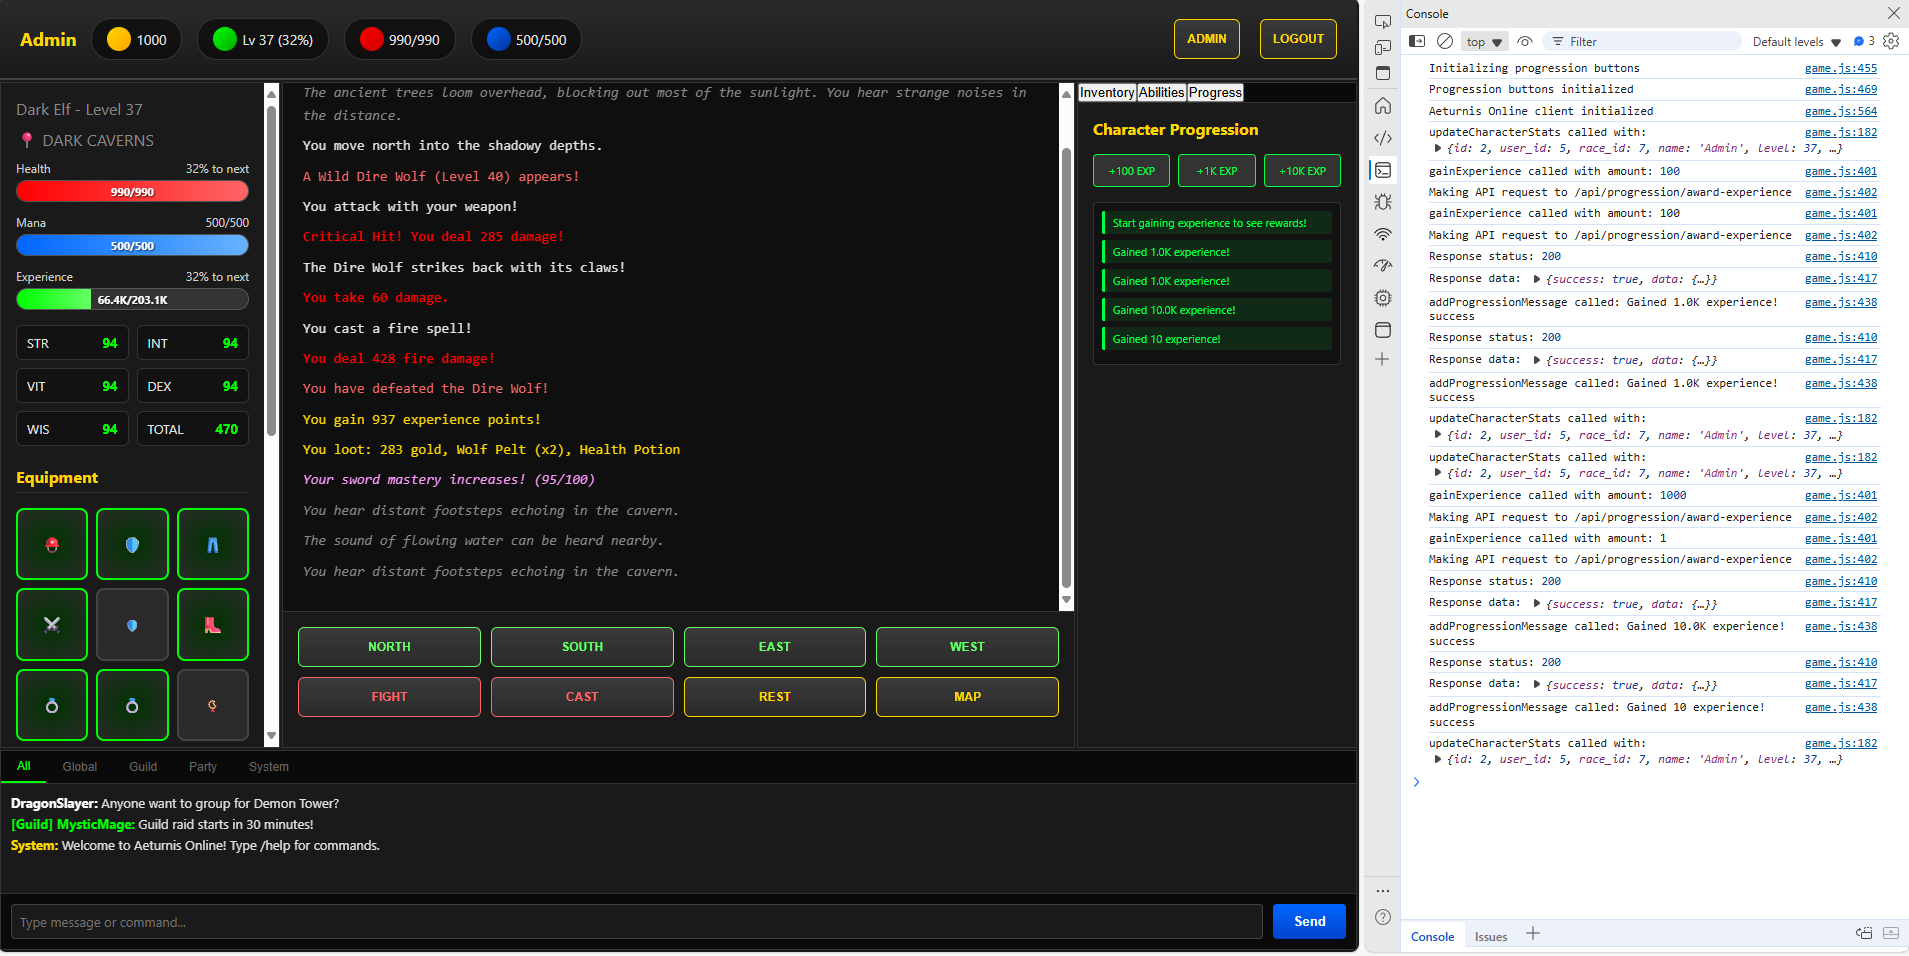 Admin
1000
Lv 37 (32%)
990/990
500/500
ADMIN
LOGOUT
Dark Elf - Level 37
DARK CAVERNS
Health 32% to next
990/990
Mana 500/500
500/500
Experience 32% to next
66.4K/203.1K
STR 94
INT 94
VIT 94
DEX 94
WIS 94
TOTAL 470
Equipment
The ancient trees loom overhead, blocking out most of the sunlight. You hear strange noises in
the distance.
You move north into the shadowy depths.
A Wild Dire Wolf (Level 40) appears!
You attack with your weapon!
Critical Hit! You deal 285 damage!
The Dire Wolf strikes back with its claws!
You take 60 damage.
You cast a fire spell!
You deal 428 fire damage!
You have defeated the Dire Wolf!
You gain 937 experience points!
You loot: 283 gold, Wolf Pelt (x2), Health Potion
Your sword mastery increases! (95/100)
You hear distant footsteps echoing in the cavern.
The sound of flowing water can be heard nearby.
You hear distant footsteps echoing in the cavern.
NORTH
SOUTH
EAST
WEST
FIGHT
CAST
REST
MAP
Inventory
Abilities
Progress
Character Progression
+100 EXP
+1K EXP
+10K EXP
Start gaining experience to see rewards!
Gained 1.0K experience!
Gained 1.0K experience!
Gained 10.0K experience!
Gained 10 experience!
All
Global
Guild
Party
System
DragonSlayer: Anyone want to group for Demon Tower?
[Guild] MysticMage: Guild raid starts in 30 minutes!
System: Welcome to Aeturnis Online! Type /help for commands.
Type message or command...
Send
Console
top
Filter
Default levels
3
Initializing progression buttons game.js:455
Progression buttons initialized game.js:469
Aeturnis Online client initialized game.js:564
updateCharacterStats called with: game.js:182
{id: 2, user_id: 5, race_id: 7, name: 'Admin', level: 37, …}
gainExperience called with amount: 100 game.js:401
Making API request to /api/progression/award-experience game.js:402
gainExperience called with amount: 100 game.js:401
Making API request to /api/progression/award-experience game.js:402
Response status: 200 game.js:410
Response data: {success: true, data: {…}} game.js:417
addProgressionMessage called: Gained 1.0K experience! game.js:438
success
Response status: 200 game.js:410
Response data: {success: true, data: {…}} game.js:417
addProgressionMessage called: Gained 1.0K experience! game.js:438
success
updateCharacterStats called with: game.js:182
{id: 2, user_id: 5, race_id: 7, name: 'Admin', level: 37, …}
updateCharacterStats called with: game.js:182
{id: 2, user_id: 5, race_id: 7, name: 'Admin', level: 37, …}
gainExperience called with amount: 1000 game.js:401
Making API request to /api/progression/award-experience game.js:402
gainExperience called with amount: 1 game.js:401
Making API request to /api/progression/award-experience game.js:402
Response status: 200 game.js:410
Response data: {success: true, data: {…}} game.js:417
addProgressionMessage called: Gained 10.0K experience! game.js:438
success
Response status: 200 game.js:410
Response data: {success: true, data: {…}} game.js:417
addProgressionMessage called: Gained 10 experience! game.js:438
success
updateCharacterStats called with: game.js:182
{id: 2, user_id: 5, race_id: 7, name: 'Admin', level: 37, …}
Console
Issues